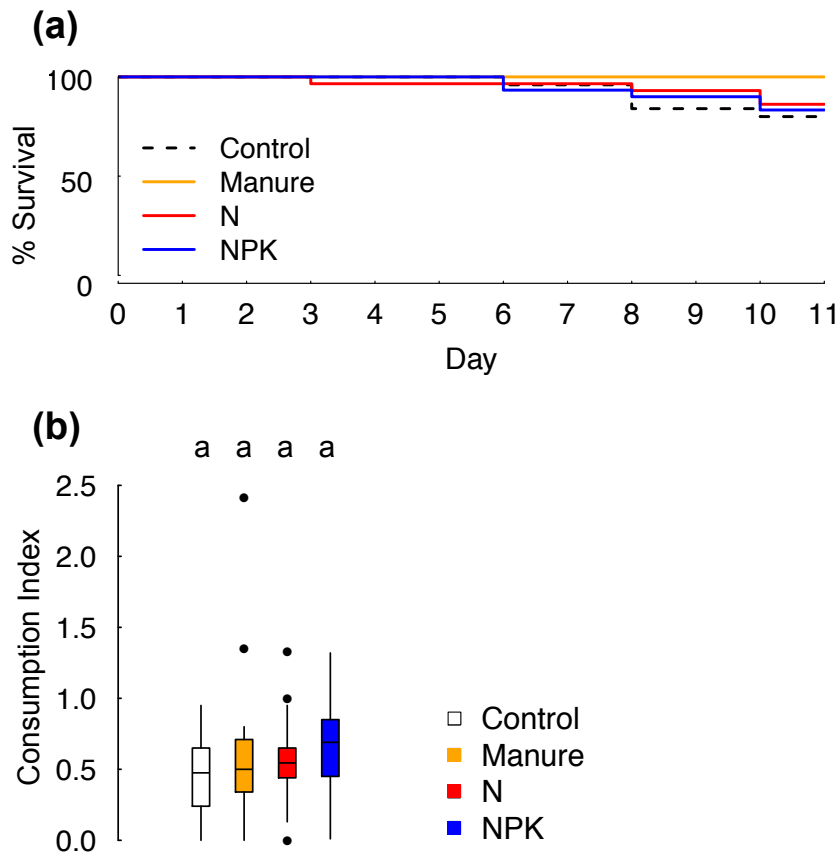 (a)
100
50
0
% Survival
Control
Manure
N
NPK
0 1 2 3 4 5 6 7 8 9 10 11
Day
(b)
a a a a
2.5
2.0
1.5
1.0
0.5
0.0
Consumption Index
Control
Manure
N
NPK